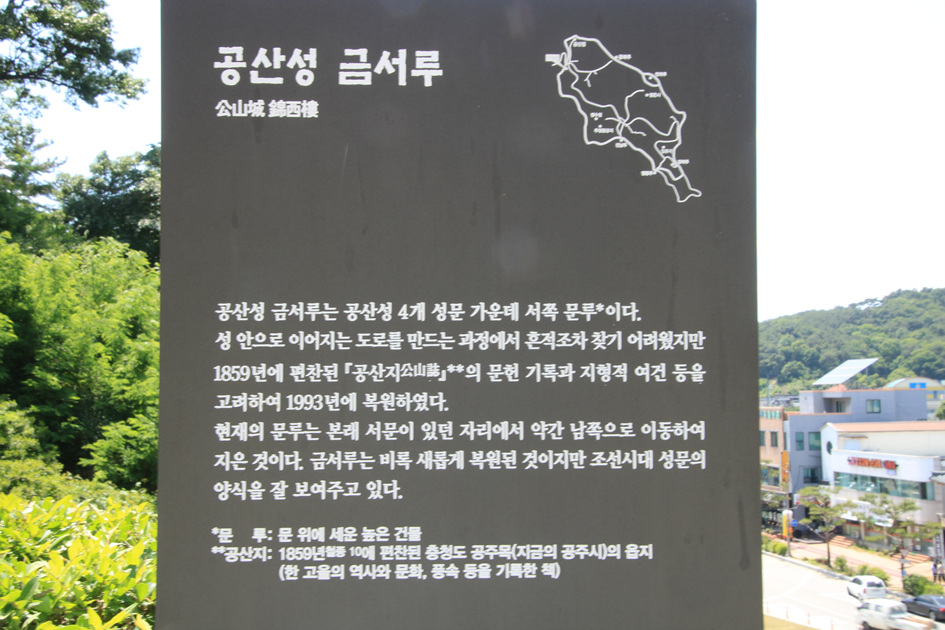 공산성 금서루
公山城 錦西樓
공산성 금서루는 공산성 4개 성문 가운데 서쪽 문루*이다.
성 안으로 이어지는 도로를 만드는 과정에서 흔적조차 찾기 어려웠지만
1859년에 편찬된 『공산지公山誌』**의 문헌 기록과 지형적 여건 등을
고려하여 1993년에 복원하였다.
현재의 문루는 본래 서문이 있던 자리에서 약간 남쪽으로 이동하여
지은 것이다. 금서루는 비록 새롭게 복원된 것이지만 조선시대 성문의
양식을 잘 보여주고 있다.
*문 루: 문 위에 세운 높은 건물
**공산지: 1859년철종 10에 편찬된 충청도 공주목(지금의 공주시)의 읍지
(한 고을의 역사와 문화, 풍속 등을 기록한 책)